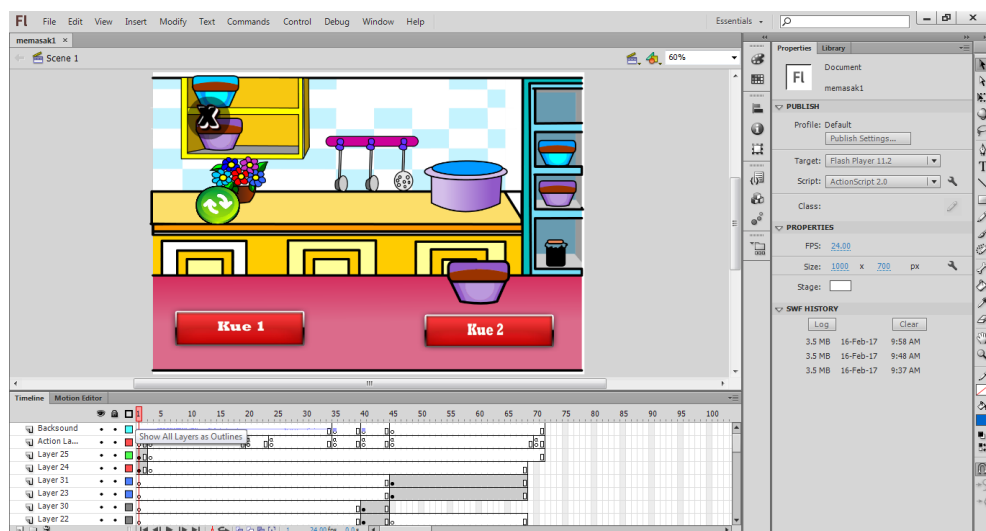 Fl File Edit View Insert Modify Text Commands Control Debug Window Help Essentials
memasak1 ×
Scene 1 60%
X
Kue 1
Kue 2
Properties Library
Fl Document
memasak1
PUBLISH
Profile: Default
Publish Settings...
Target: Flash Player 11.2
Script: ActionScript 2.0
Class:
PROPERTIES
FPS: 24.00
Size: 1000 x 700 px
Stage:
SWF HISTORY
Log Clear
3.5 MB 16-Feb-17 9:58 AM
3.5 MB 16-Feb-17 9:48 AM
3.5 MB 16-Feb-17 9:37 AM
Timeline Motion Editor
1 5 10 15 20 25 30 35 40 45 50 55 60 65 70 75 80 85 90 95 100
Backsound
Action La...
Show All Layers as Outlines
Layer 25
Layer 24
Layer 31
Layer 23
Layer 30
Layer 22